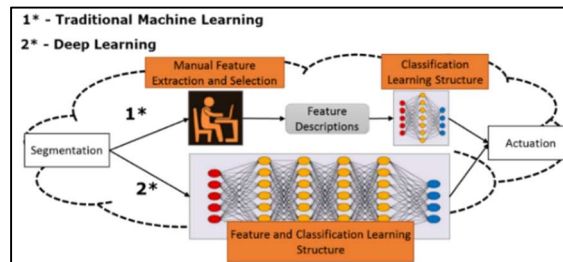 1* - Traditional Machine Learning
2* - Deep Learning
Manual Feature
Extraction and Selection
Classification
Learning Structure
1*
Feature
Descriptions
Segmentation
Actuation
2*
Feature and Classification Learning
Structure